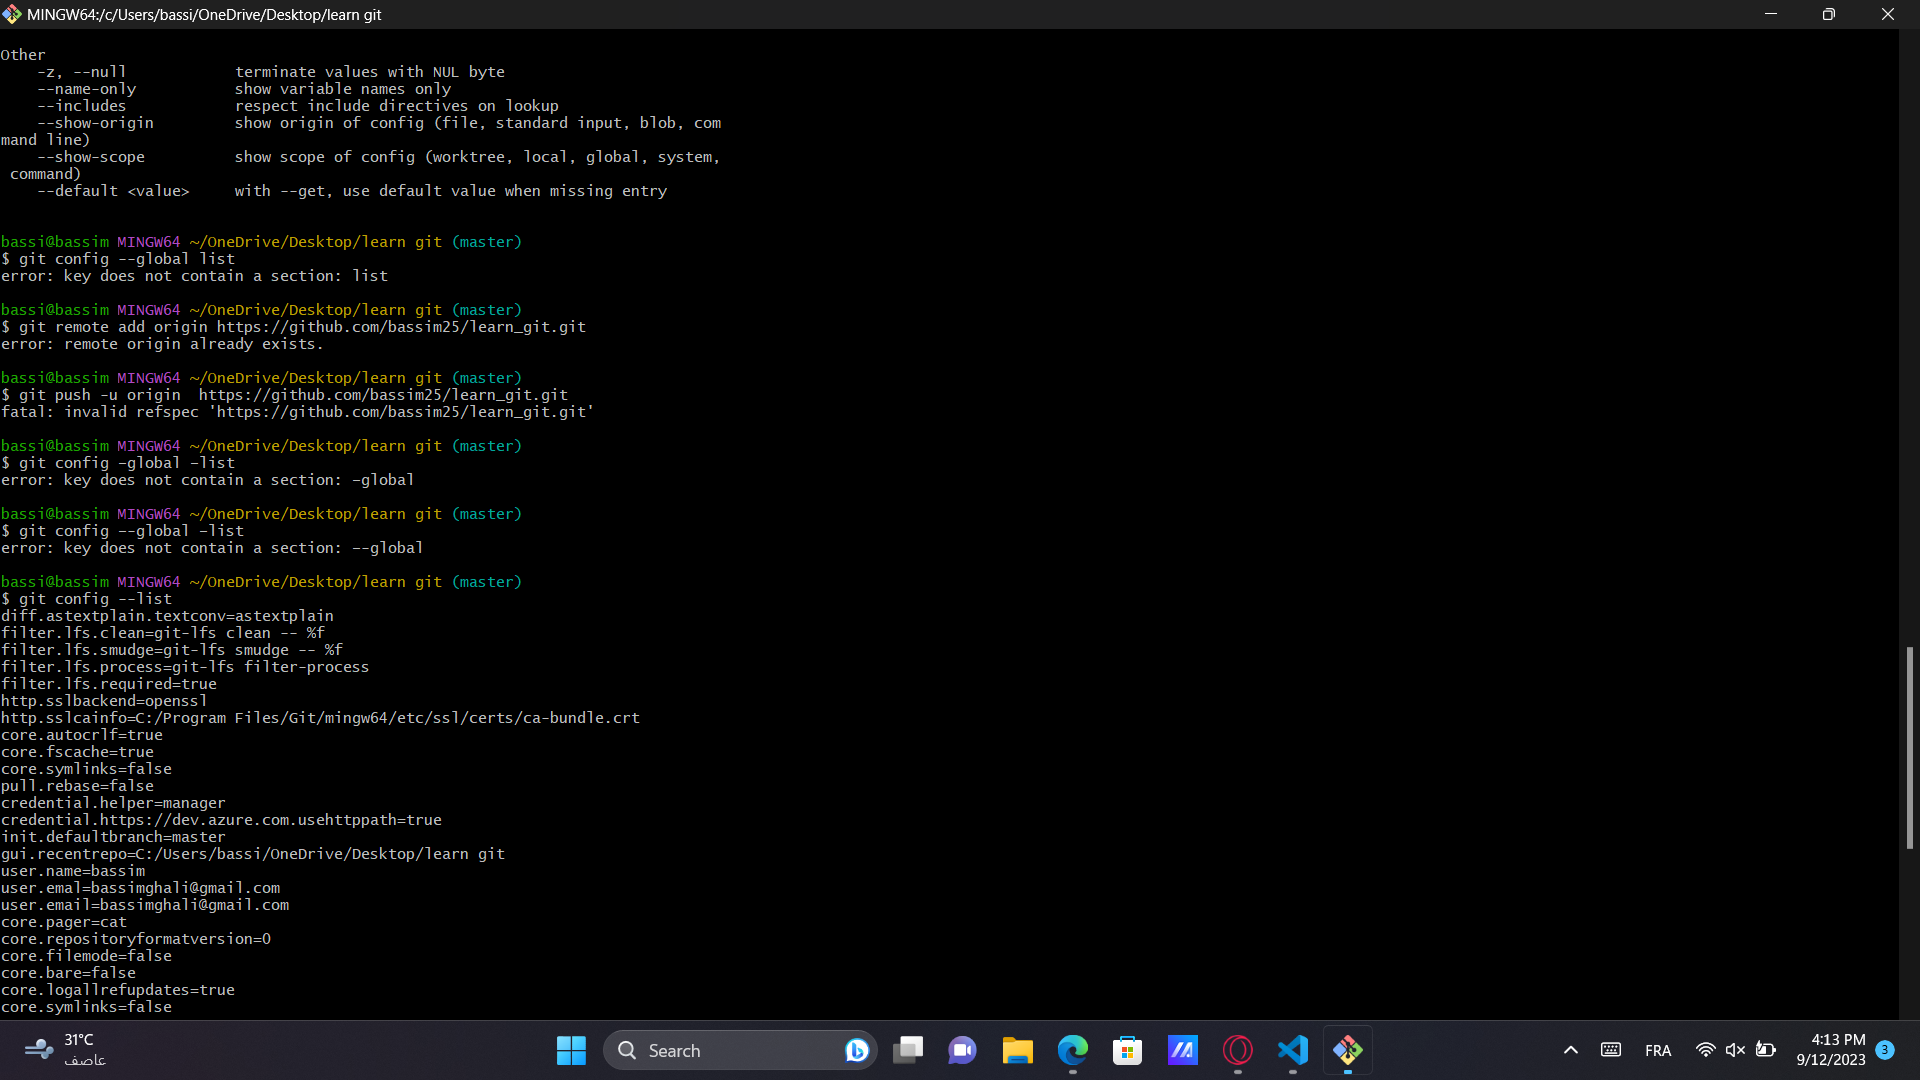 MINGW64:/c/Users/bassi/OneDrive/Desktop/learn git
Other
    -z, --null            terminate values with NUL byte
    --name-only           show variable names only
    --includes            respect include directives on lookup
    --show-origin         show origin of config (file, standard input, blob, com
mand line)
    --show-scope          show scope of config (worktree, local, global, system,
 command)
    --default <value>     with --get, use default value when missing entry
bassi@bassim MINGW64 ~/OneDrive/Desktop/learn git (master)
$ git config --global list
error: key does not contain a section: list
bassi@bassim MINGW64 ~/OneDrive/Desktop/learn git (master)
$ git remote add origin https://github.com/bassim25/learn_git.git
error: remote origin already exists.
bassi@bassim MINGW64 ~/OneDrive/Desktop/learn git (master)
$ git push -u origin  https://github.com/bassim25/learn_git.git
fatal: invalid refspec 'https://github.com/bassim25/learn_git.git'
bassi@bassim MINGW64 ~/OneDrive/Desktop/learn git (master)
$ git config –global –list
error: key does not contain a section: –global
bassi@bassim MINGW64 ~/OneDrive/Desktop/learn git (master)
$ git config -–global –list
error: key does not contain a section: -–global
bassi@bassim MINGW64 ~/OneDrive/Desktop/learn git (master)
$ git config --list
diff.astextplain.textconv=astextplain
filter.lfs.clean=git-lfs clean -- %f
filter.lfs.smudge=git-lfs smudge -- %f
filter.lfs.process=git-lfs filter-process
filter.lfs.required=true
http.sslbackend=openssl
http.sslcainfo=C:/Program Files/Git/mingw64/etc/ssl/certs/ca-bundle.crt
core.autocrlf=true
core.fscache=true
core.symlinks=false
pull.rebase=false
credential.helper=manager
credential.https://dev.azure.com.usehttppath=true
init.defaultbranch=master
gui.recentrepo=C:/Users/bassi/OneDrive/Desktop/learn git
user.name=bassim
user.emal=bassimghali@gmail.com
user.email=bassimghali@gmail.com
core.pager=cat
core.repositoryformatversion=0
core.filemode=false
core.bare=false
core.logallrefupdates=true
core.symlinks=false
31°C
عاصف
Search
FRA
4:13 PM
9/12/2023
3